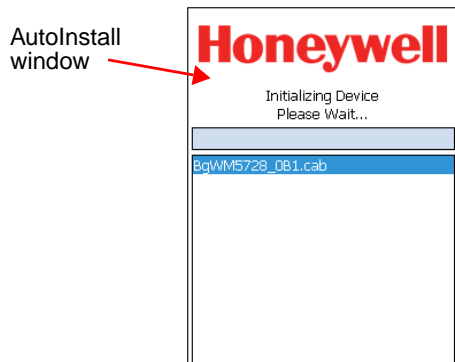 AutoInstall
window
Honeywell
Initializing Device
Please Wait...
BgWM5728_0B1.cab